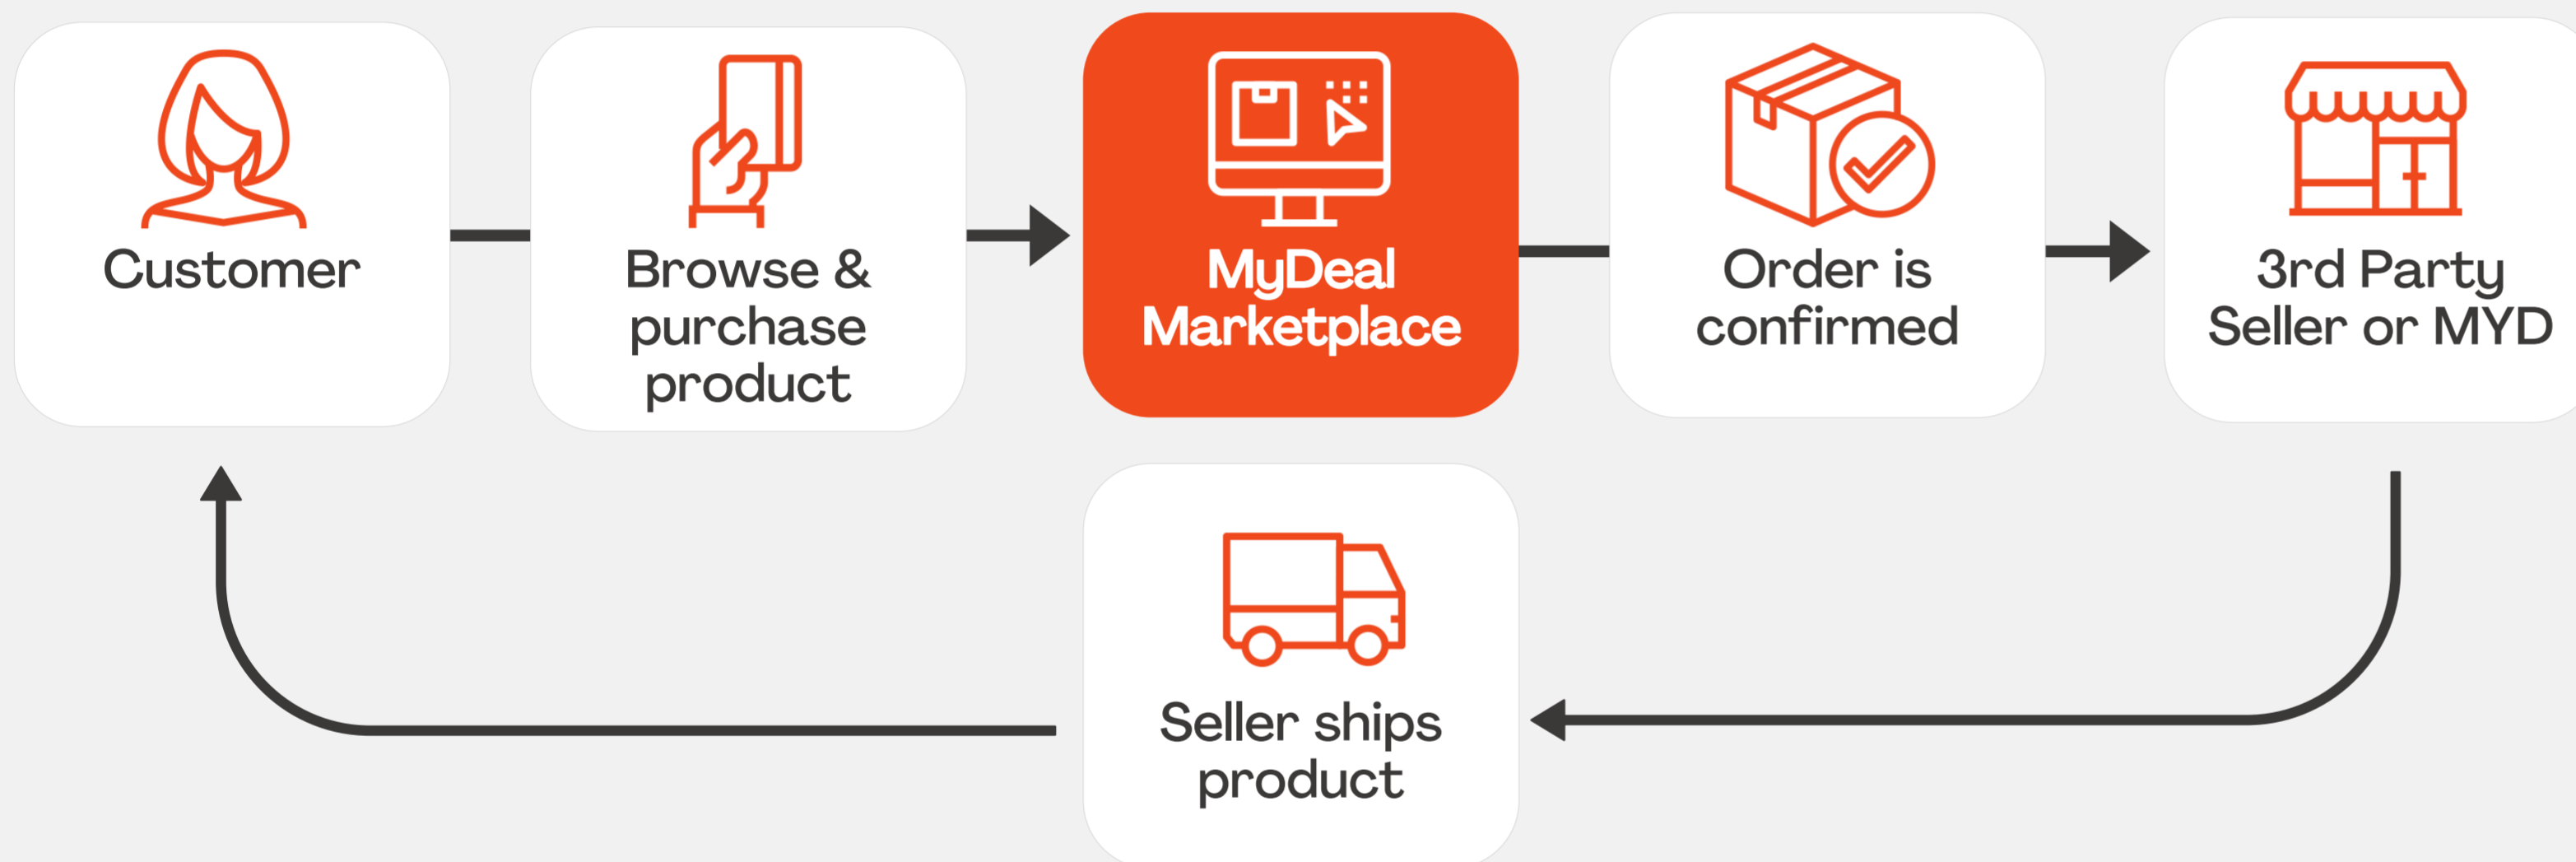 Customer
Browse &
purchase
product
MyDeal
Marketplace
Order is
confirmed
3rd Party
Seller or MYD
Seller ships
product